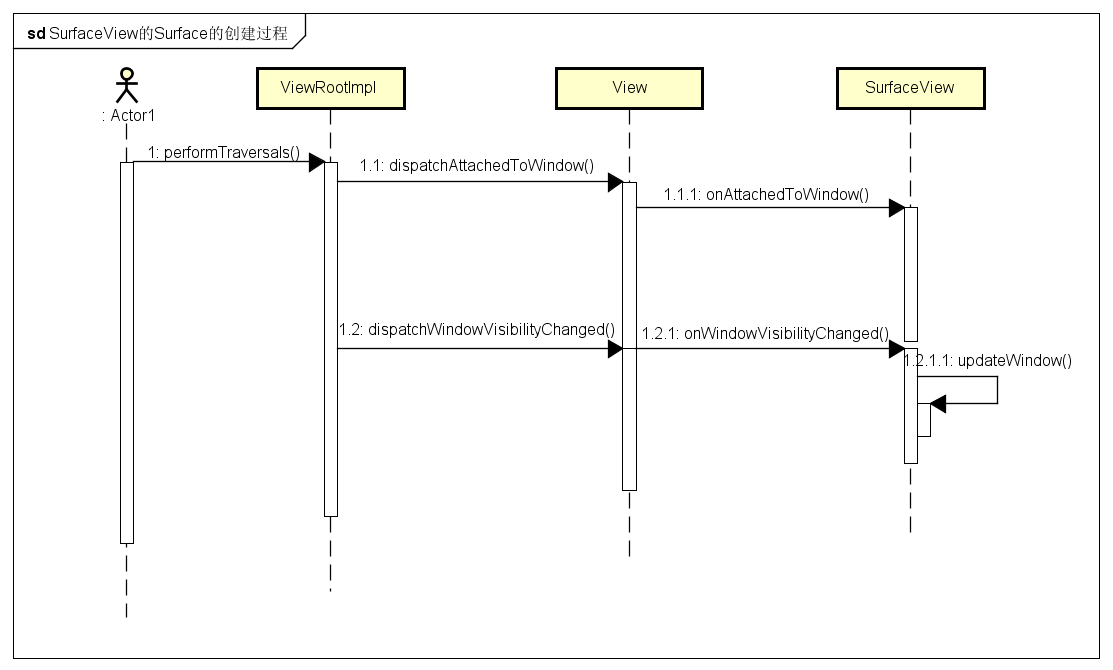 sd SurfaceView的Surface的创建过程
: Actor1
ViewRootImpl
View
SurfaceView
1: performTraversals()
1.1: dispatchAttachedToWindow()
1.1.1: onAttachedToWindow()
1.2: dispatchWindowVisibilityChanged()
1.2.1: onWindowVisibilityChanged()
1.2.1.1: updateWindow()